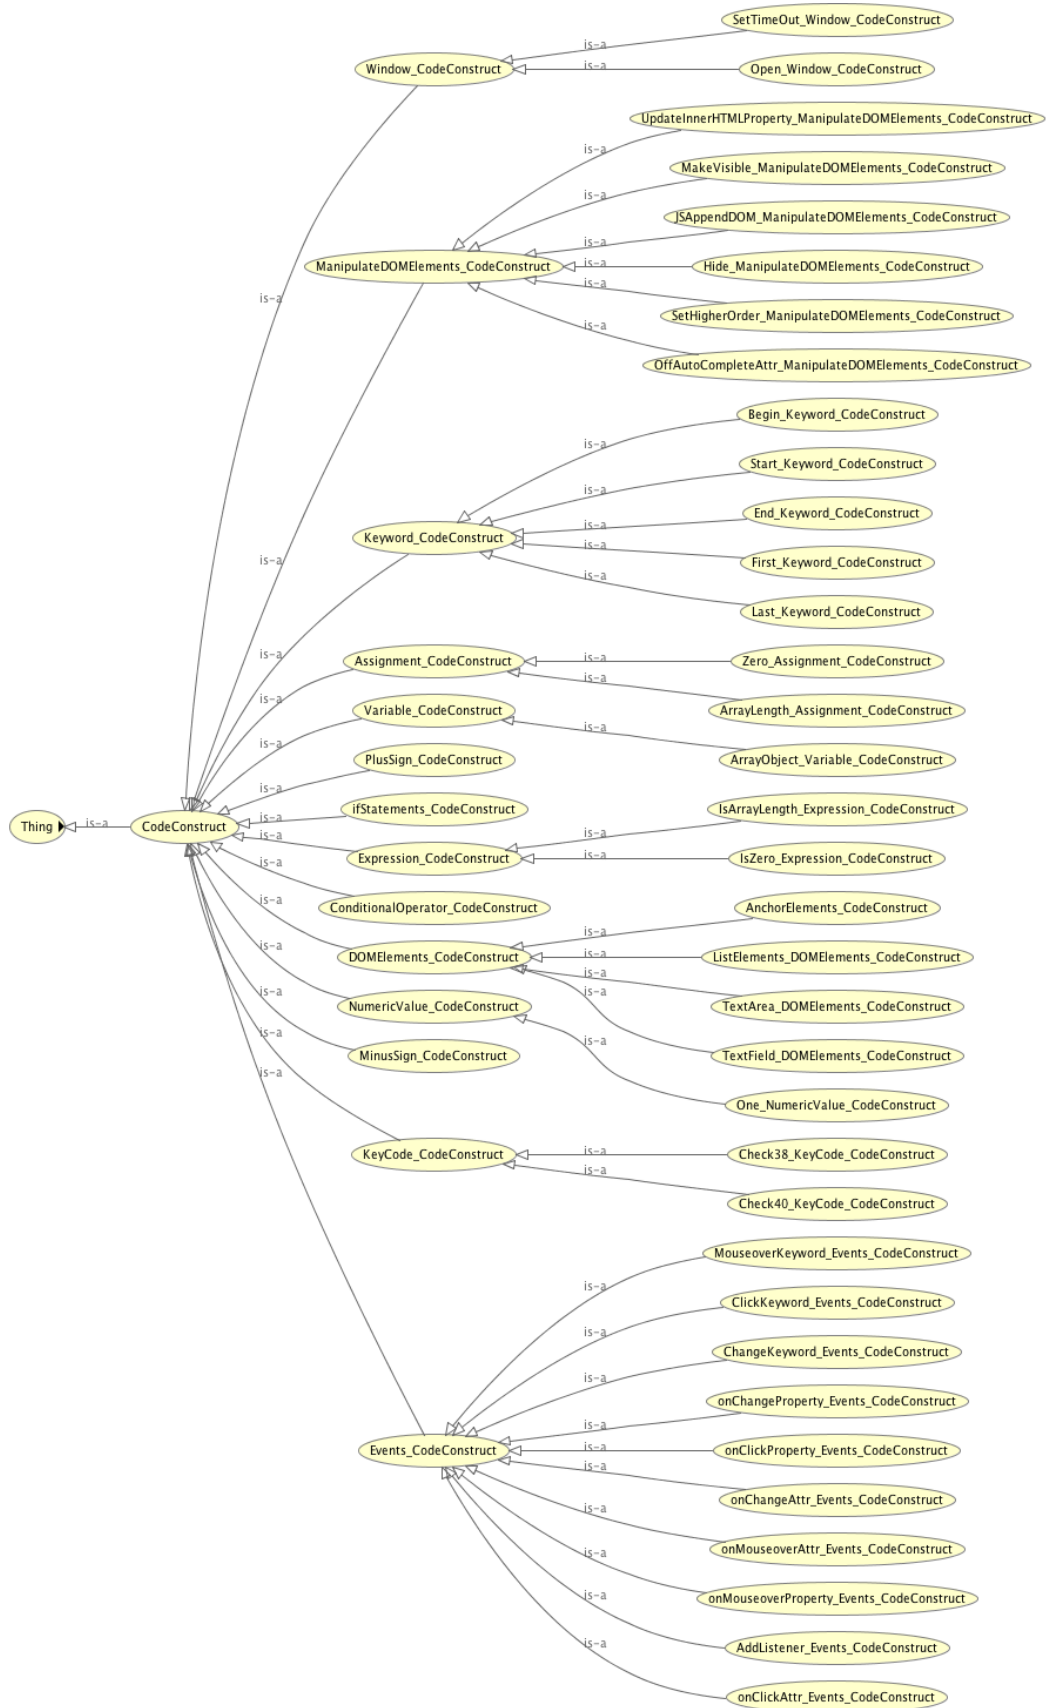 SetTimeOut_Window_CodeConstruct
is-a
Window_CodeConstruct
is-a
Open_Window_CodeConstruct
UpdateInnerHTMLProperty_ManipulateDOMElements_CodeConstruct
is-a
MakeVisible_ManipulateDOMElements_CodeConstruct
is-a
JSAppendDOM_ManipulateDOMElements_CodeConstruct
is-a
ManipulateDOMElements_CodeConstruct
is-a
Hide_ManipulateDOMElements_CodeConstruct
is-a
is-a
SetHigherOrder_ManipulateDOMElements_CodeConstruct
is-a
OffAutoCompleteAttr_ManipulateDOMElements_CodeConstruct
Begin_Keyword_CodeConstruct
is-a
Start_Keyword_CodeConstruct
is-a
End_Keyword_CodeConstruct
is-a
Keyword_CodeConstruct
is-a
First_Keyword_CodeConstruct
is-a
is-a
Last_Keyword_CodeConstruct
is-a
Assignment_CodeConstruct
is-a
Zero_Assignment_CodeConstruct
is-a
is-a
ArrayLength_Assignment_CodeConstruct
Variable_CodeConstruct
is-a
is-a
ArrayObject_Variable_CodeConstruct
PlusSign_CodeConstruct
is-a
ifStatements_CodeConstruct
IsArrayLength_Expression_CodeConstruct
is-a
Thing
is-a
CodeConstruct
is-a
is-a
Expression_CodeConstruct
is-a
IsZero_Expression_CodeConstruct
is-a
ConditionalOperator_CodeConstruct
AnchorElements_CodeConstruct
is-a
is-a
DOMElements_CodeConstruct
is-a
ListElements_DOMElements_CodeConstruct
is-a
is-a
NumericValue_CodeConstruct
is-a
TextArea_DOMElements_CodeConstruct
is-a
MinusSign_CodeConstruct
is-a
TextField_DOMElements_CodeConstruct
is-a
is-a
One_NumericValue_CodeConstruct
KeyCode_CodeConstruct
is-a
Check38_KeyCode_CodeConstruct
is-a
Check40_KeyCode_CodeConstruct
MouseoverKeyword_Events_CodeConstruct
is-a
ClickKeyword_Events_CodeConstruct
is-a
ChangeKeyword_Events_CodeConstruct
is-a
onChangeProperty_Events_CodeConstruct
is-a
Events_CodeConstruct
is-a
onClickProperty_Events_CodeConstruct
is-a
onChangeAttr_Events_CodeConstruct
is-a
onMouseoverAttr_Events_CodeConstruct
is-a
onMouseoverProperty_Events_CodeConstruct
is-a
AddListener_Events_CodeConstruct
is-a
onClickAttr_Events_CodeConstruct